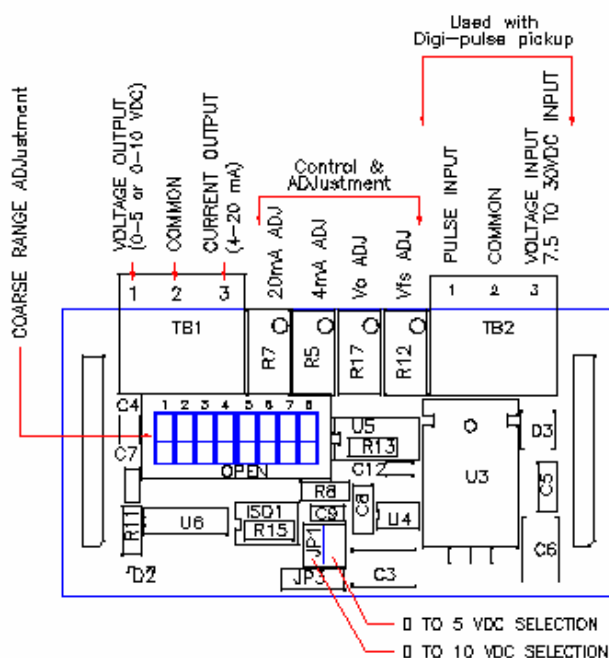 Used with
Digi-pulse pickup
COARSE RANGE ADJustment
VOLTAGE OUTPUT
(0-5 or 0-10 VDC)
COMMON
CURRENT OUTPUT
(4-20 mA)
Control &
ADJustment
20mA ADJ
4mA ADJ
Vo ADJ
Vfs ADJ
PULSE INPUT
COMMON
VOLTAGE INPUT
7.5 TO 30VDC INPUT
1 2 3
1 2 3
TB1
R7
R5
R17
R12
TB2
1 2 3 4 5 6 7 8
OPEN
C4
C7
U5
R13
C12
D3
U3
C5
R8
C9
C8
U4
R11
U6
ISO1
R15
JP1
C6
D2
JP3
C3
0 TO 5 VDC SELECTION
0 TO 10 VDC SELECTION